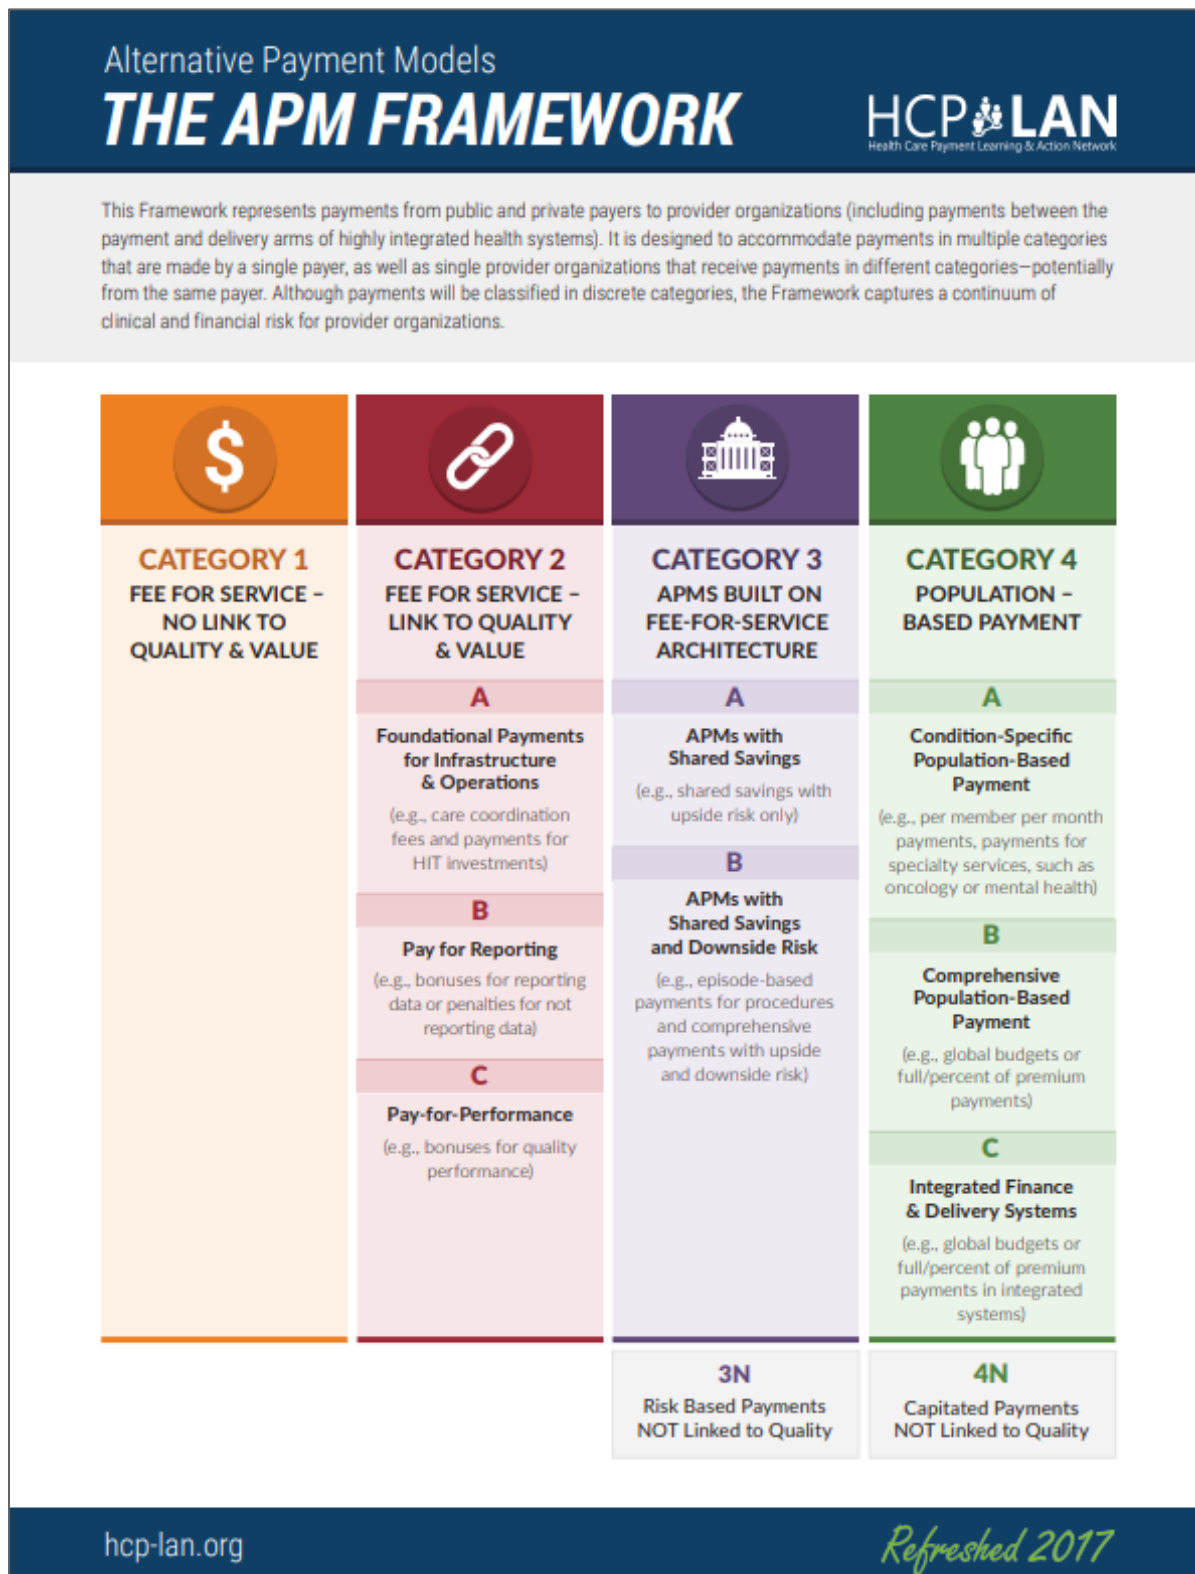 Alternative Payment Models
THE APM FRAMEWORK
HCP LAN
Health Care Payment Learning & Action Network
This Framework represents payments from public and private payers to provider organizations (including payments between the
payment and delivery arms of highly integrated health systems). It is designed to accommodate payments in multiple categories
that are made by a single payer, as well as single provider organizations that receive payments in different categories—potentially
from the same payer. Although payments will be classified in discrete categories, the Framework captures a continuum of
clinical and financial risk for provider organizations.
$
CATEGORY 1
FEE FOR SERVICE –
NO LINK TO
QUALITY & VALUE
CATEGORY 2
FEE FOR SERVICE –
LINK TO QUALITY
& VALUE
A
Foundational Payments
for Infrastructure
& Operations
(e.g., care coordination
fees and payments for
HIT investments)
B
Pay for Reporting
(e.g., bonuses for reporting
data or penalties for not
reporting data)
C
Pay-for-Performance
(e.g., bonuses for quality
performance)
CATEGORY 3
APMS BUILT ON
FEE-FOR-SERVICE
ARCHITECTURE
A
APMs with
Shared Savings
(e.g., shared savings with
upside risk only)
B
APMs with
Shared Savings
and Downside Risk
(e.g., episode-based
payments for procedures
and comprehensive
payments with upside
and downside risk)
3N
Risk Based Payments
NOT Linked to Quality
CATEGORY 4
POPULATION –
BASED PAYMENT
A
Condition-Specific
Population-Based
Payment
(e.g., per member per month
payments, payments for
specialty services, such as
oncology or mental health)
B
Comprehensive
Population-Based
Payment
(e.g., global budgets or
full/percent of premium
payments)
C
Integrated Finance
& Delivery Systems
(e.g., global budgets or
full/percent of premium
payments in integrated
systems)
4N
Capitated Payments
NOT Linked to Quality
hcp-lan.org
Refreshed 2017